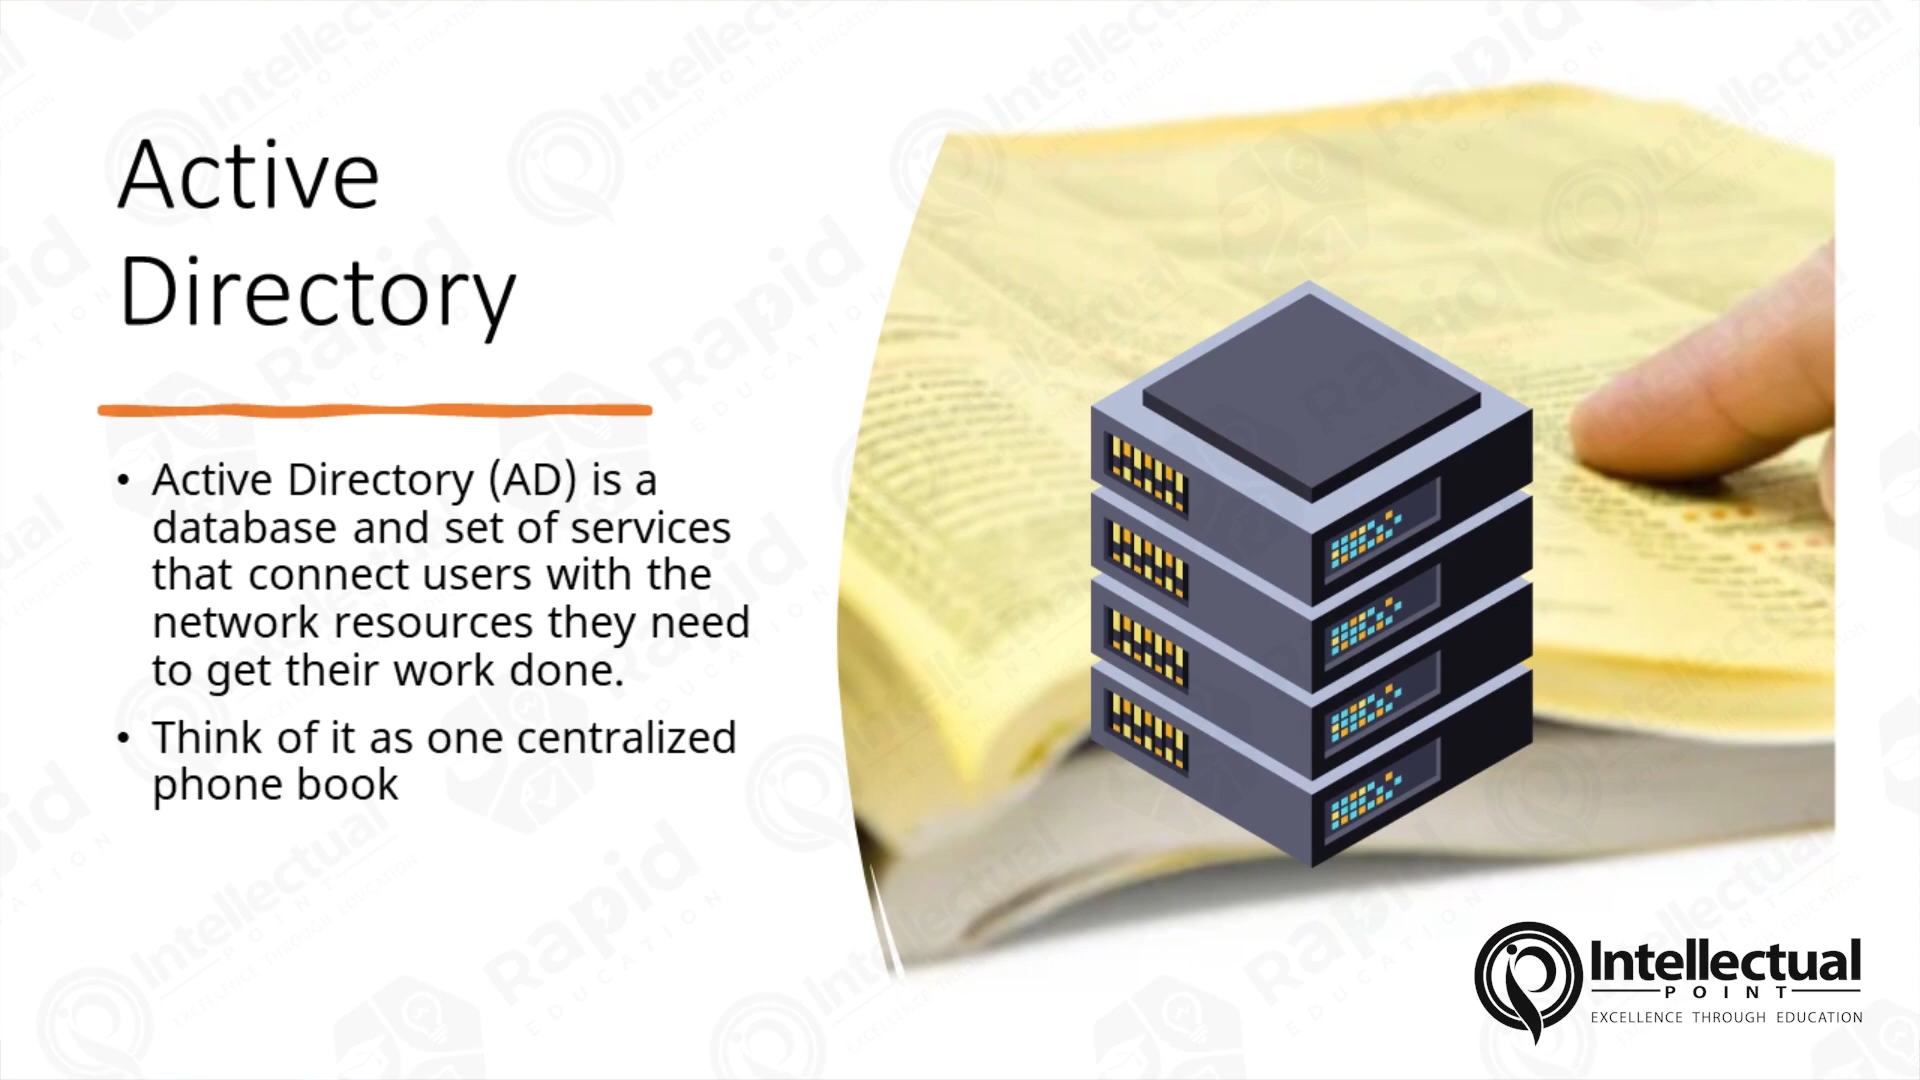 Active
Directory
• Active Directory (AD) is a
database and set of services
that connect users with the
network resources they need
to get their work done.
• Think of it as one centralized
phone book
Intellectual
POINT
EXCELLENCE THROUGH EDUCATION